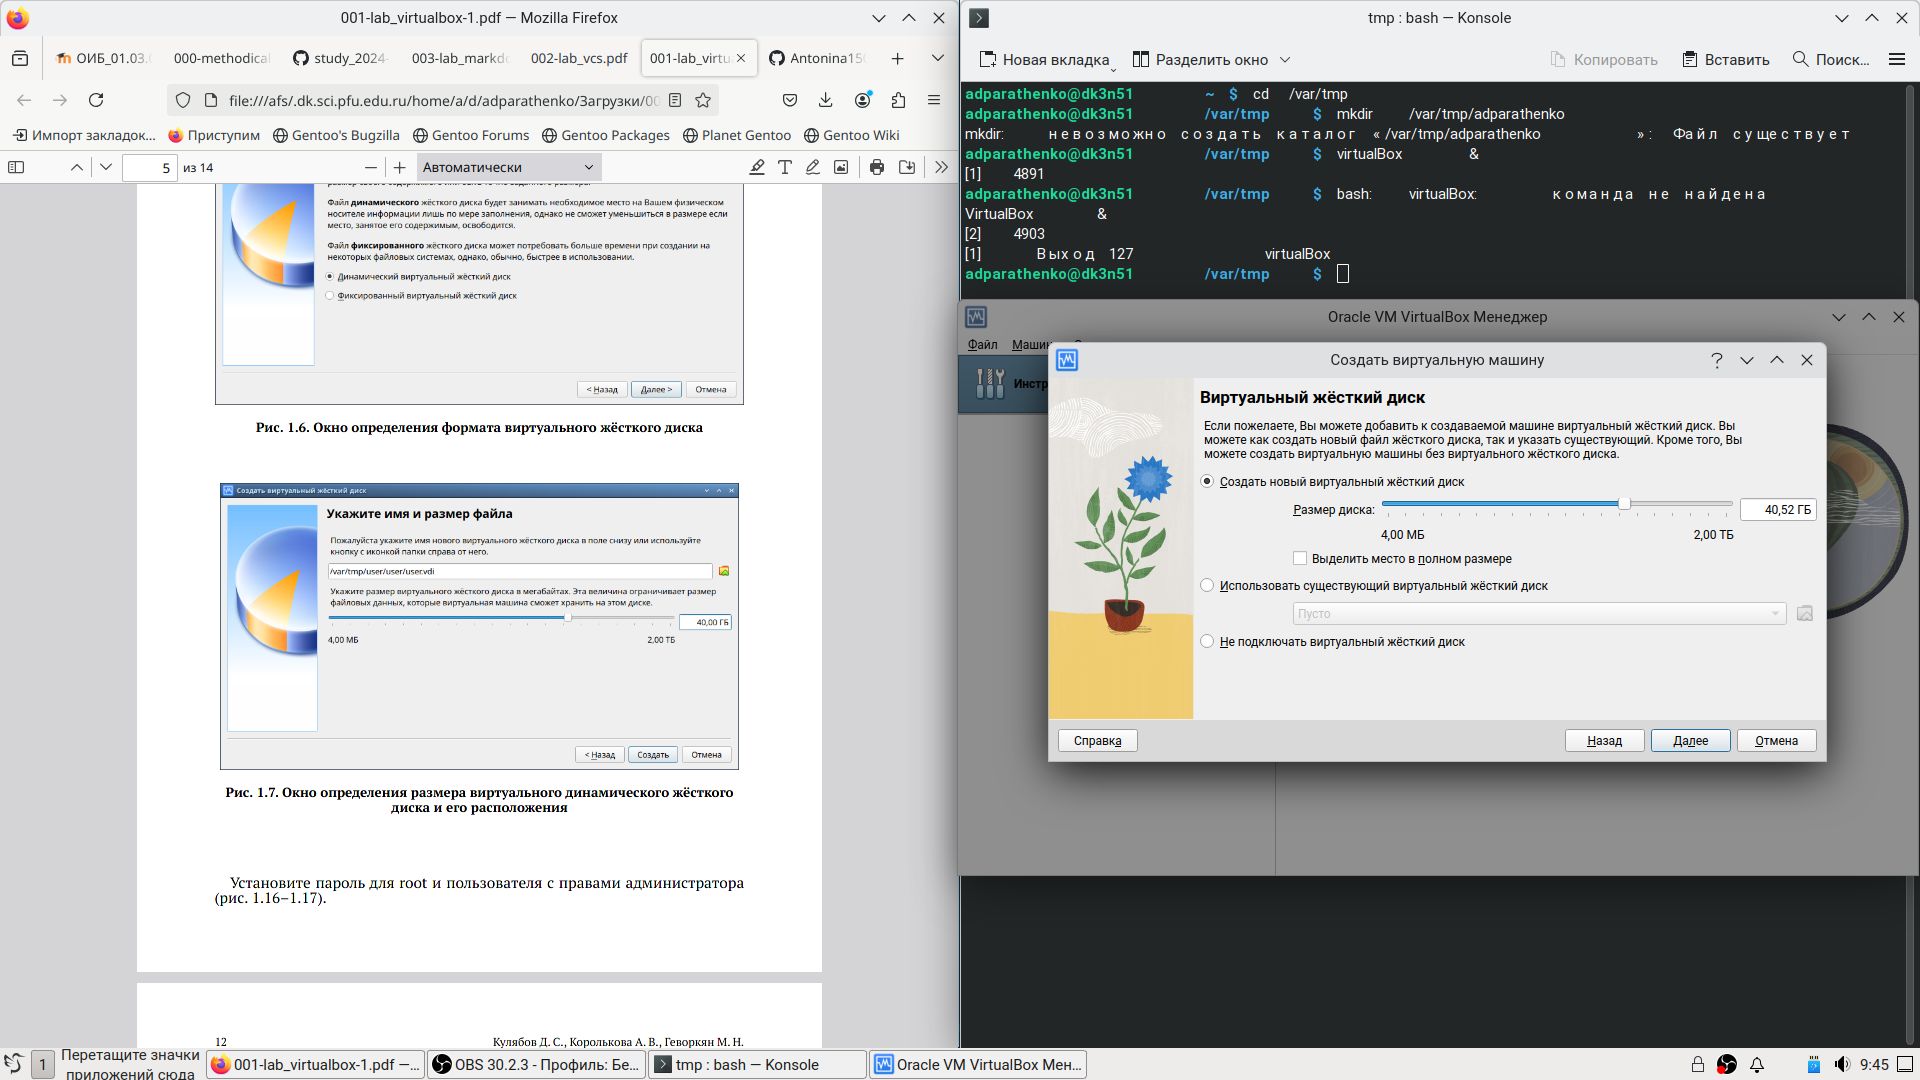 001-lab_virtualbox-1.pdf — Mozilla Firefox
ОИБ_01.03.0
000-methodical
study_2024-
003-lab_markdo
002-lab_vcs.pdf
001-lab_virtu
Antonina150
file:///afs/.dk.sci.pfu.edu.ru/home/a/d/adparathenko/Загрузки/00
Импорт закладок...
Приступим
Gentoo's Bugzilla
Gentoo Forums
Gentoo Packages
Planet Gentoo
Gentoo Wiki
5
из 14
Автоматически
Файл динамического жёсткого диска будет занимать необходимое место на Вашем физическом
носителе информации лишь по мере заполнения, однако не сможет уменьшиться в размере если
место, занятое его содержимым, освободится.
Файл фиксированного жёсткого диска может потребовать больше времени при создании на
некоторых файловых системах, однако, обычно, быстрее в использовании.
Динамический виртуальный жёсткий диск
Фиксированный виртуальный жёсткий диск
< Назад
Далее >
Отмена
Рис. 1.6. Окно определения формата виртуального жёсткого диска
Создать виртуальный жёсткий диск
Укажите имя и размер файла
Пожалуйста укажите имя нового виртуального жёсткого диска в поле снизу или используйте
кнопку с иконкой папки справа от него.
/var/tmp/user/user/user.vdi
Укажите размер виртуального жёсткого диска в мегабайтах. Эта величина ограничивает размер
файловых данных, которые виртуальная машина сможет хранить на этом диске.
40,00 ГБ
4,00 МБ
2,00 ТБ
< Назад
Создать
Отмена
Рис. 1.7. Окно определения размера виртуального динамического жёсткого
диска и его расположения
Установите пароль для root и пользователя с правами администратора
(рис. 1.16–1.17).
12
Кулябов Д. С., Королькова А. В., Геворкян М. Н.
tmp : bash — Konsole
Новая вкладка
Разделить окно
Копировать
Вставить
Поиск...
adparathenko@dk3n51 ~ $ cd /var/tmp
adparathenko@dk3n51 /var/tmp $ mkdir /var/tmp/adparathenko
mkdir: невозможно создать каталог «/var/tmp/adparathenko»: Файл существует
adparathenko@dk3n51 /var/tmp $ virtualBox &
[1] 4891
adparathenko@dk3n51 /var/tmp $ bash: virtualBox: команда не найдена
VirtualBox &
[2] 4903
[1] Выход 127 virtualBox
adparathenko@dk3n51 /var/tmp $
Oracle VM VirtualBox Менеджер
Файл
Машин
Инстр
Создать виртуальную машину
Виртуальный жёсткий диск
Если пожелаете, Вы можете добавить к создаваемой машине виртуальный жёсткий диск. Вы
можете как создать новый файл жёсткого диска, так и указать существующий. Кроме того, Вы
можете создать виртуальную машины без виртуального жёсткого диска.
Создать новый виртуальный жёсткий диск
Размер диска:
40,52 ГБ
4,00 МБ
2,00 ТБ
Выделить место в полном размере
Использовать существующий виртуальный жёсткий диск
Пусто
Не подключать виртуальный жёсткий диск
Справка
Назад
Далее
Отмена
1
Перетащите значки
приложений сюда
001-lab_virtualbox-1.pdf —...
OBS 30.2.3 - Профиль: Бе...
tmp : bash — Konsole
Oracle VM VirtualBox Мен...
9:45